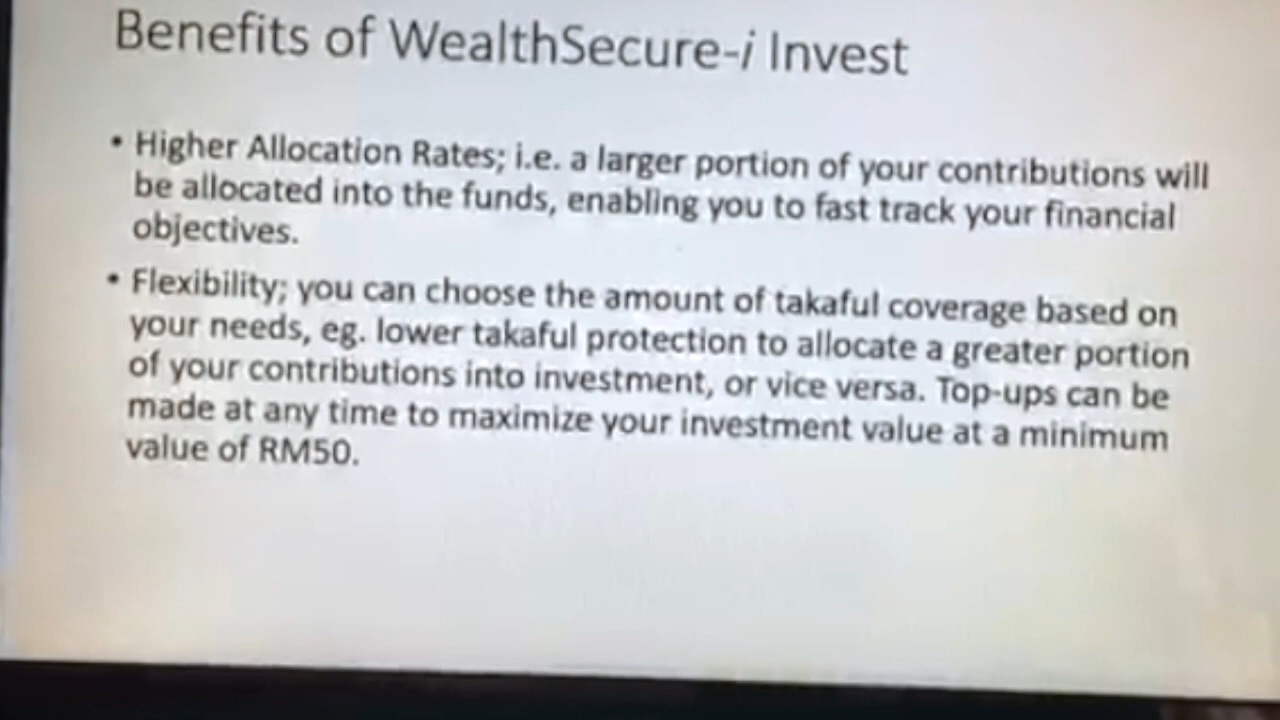 Benefits of WealthSecure-i Invest
• Higher Allocation Rates; i.e. a larger portion of your contributions will
be allocated into the funds, enabling you to fast track your financial
objectives.
• Flexibility; you can choose the amount of takaful coverage based on
your needs, eg. lower takaful protection to allocate a greater portion
of your contributions into investment, or vice versa. Top-ups can be
made at any time to maximize your investment value at a minimum
value of RM50.